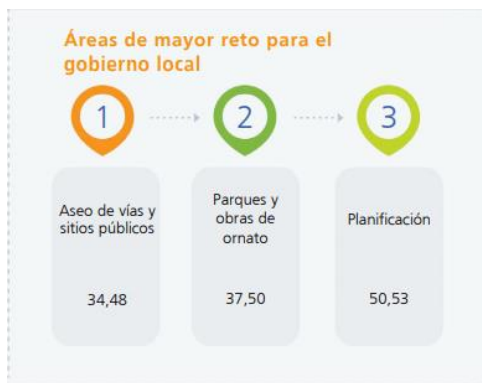 Áreas de mayor reto para el
gobierno local
1
2
3
Aseo de vías y
sitios públicos
34,48
Parques y
obras de
ornato
37,50
Planificación
50,53